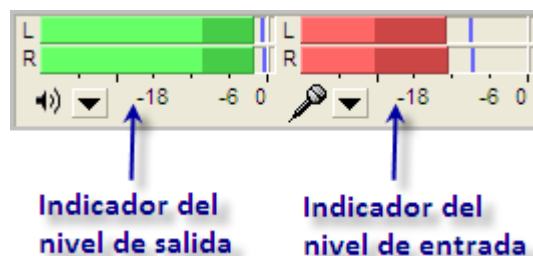 L L
R R
-18 -6 0 -18 -6 0
Indicador del Indicador del
nivel de salida nivel de entrada